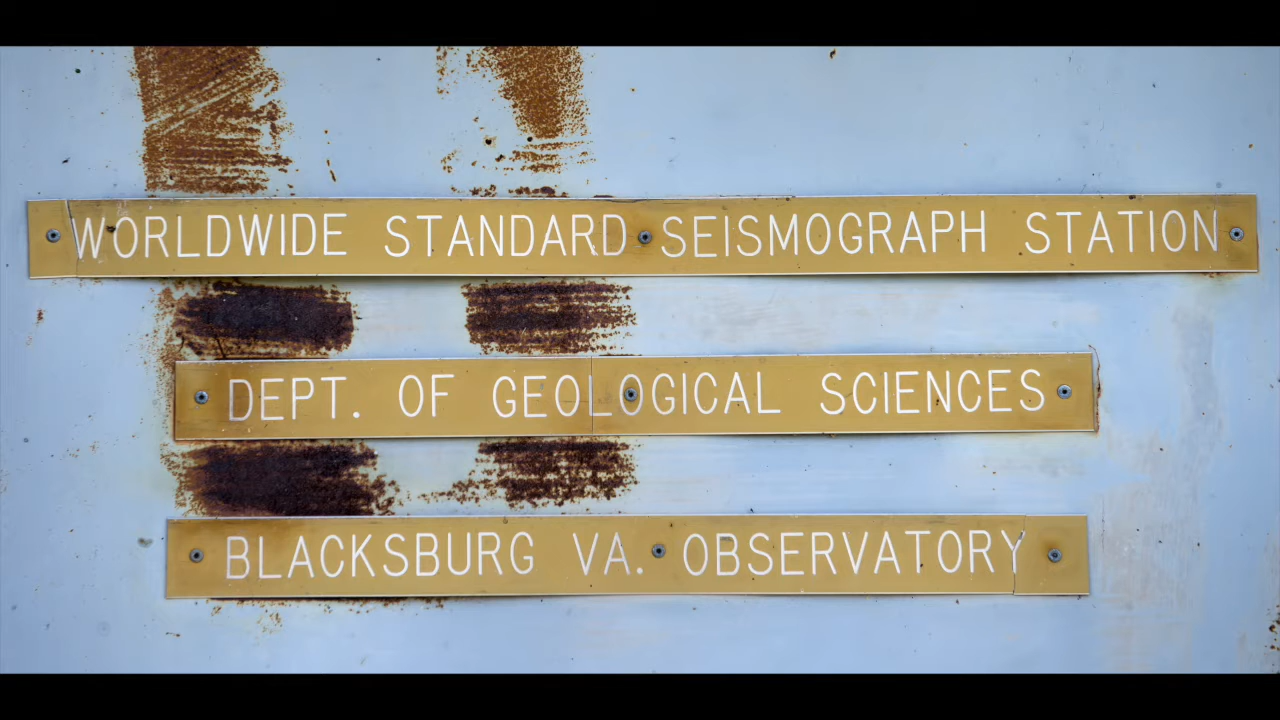 WORLDWIDE STANDARD SEISMOGRAPH STATION
DEPT. OF GEOLOGICAL SCIENCES
BLACKSBURG VA. OBSERVATORY